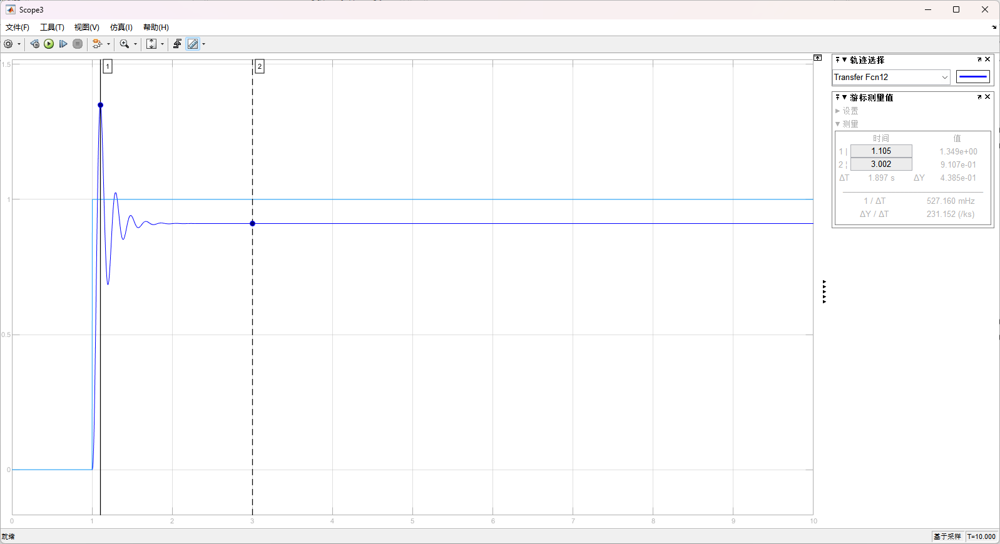 Scope3
文件(F) 工具(T) 视图(V) 仿真(I) 帮助(H)
1.5
1
0.5
0
1
2
0 1 2 3 4 5 6 7 8 9 10
轨迹选择
Transfer Fcn12
游标测量值
设置
测量
时间 值
1 | 1.105 1.349e+00
2 ¦ 3.002 9.107e-01
ΔT 1.897 s ΔY 4.385e-01
1 / ΔT 527.160 mHz
ΔY / ΔT 231.152 (/ks)
就绪 基于采样 T=10.000